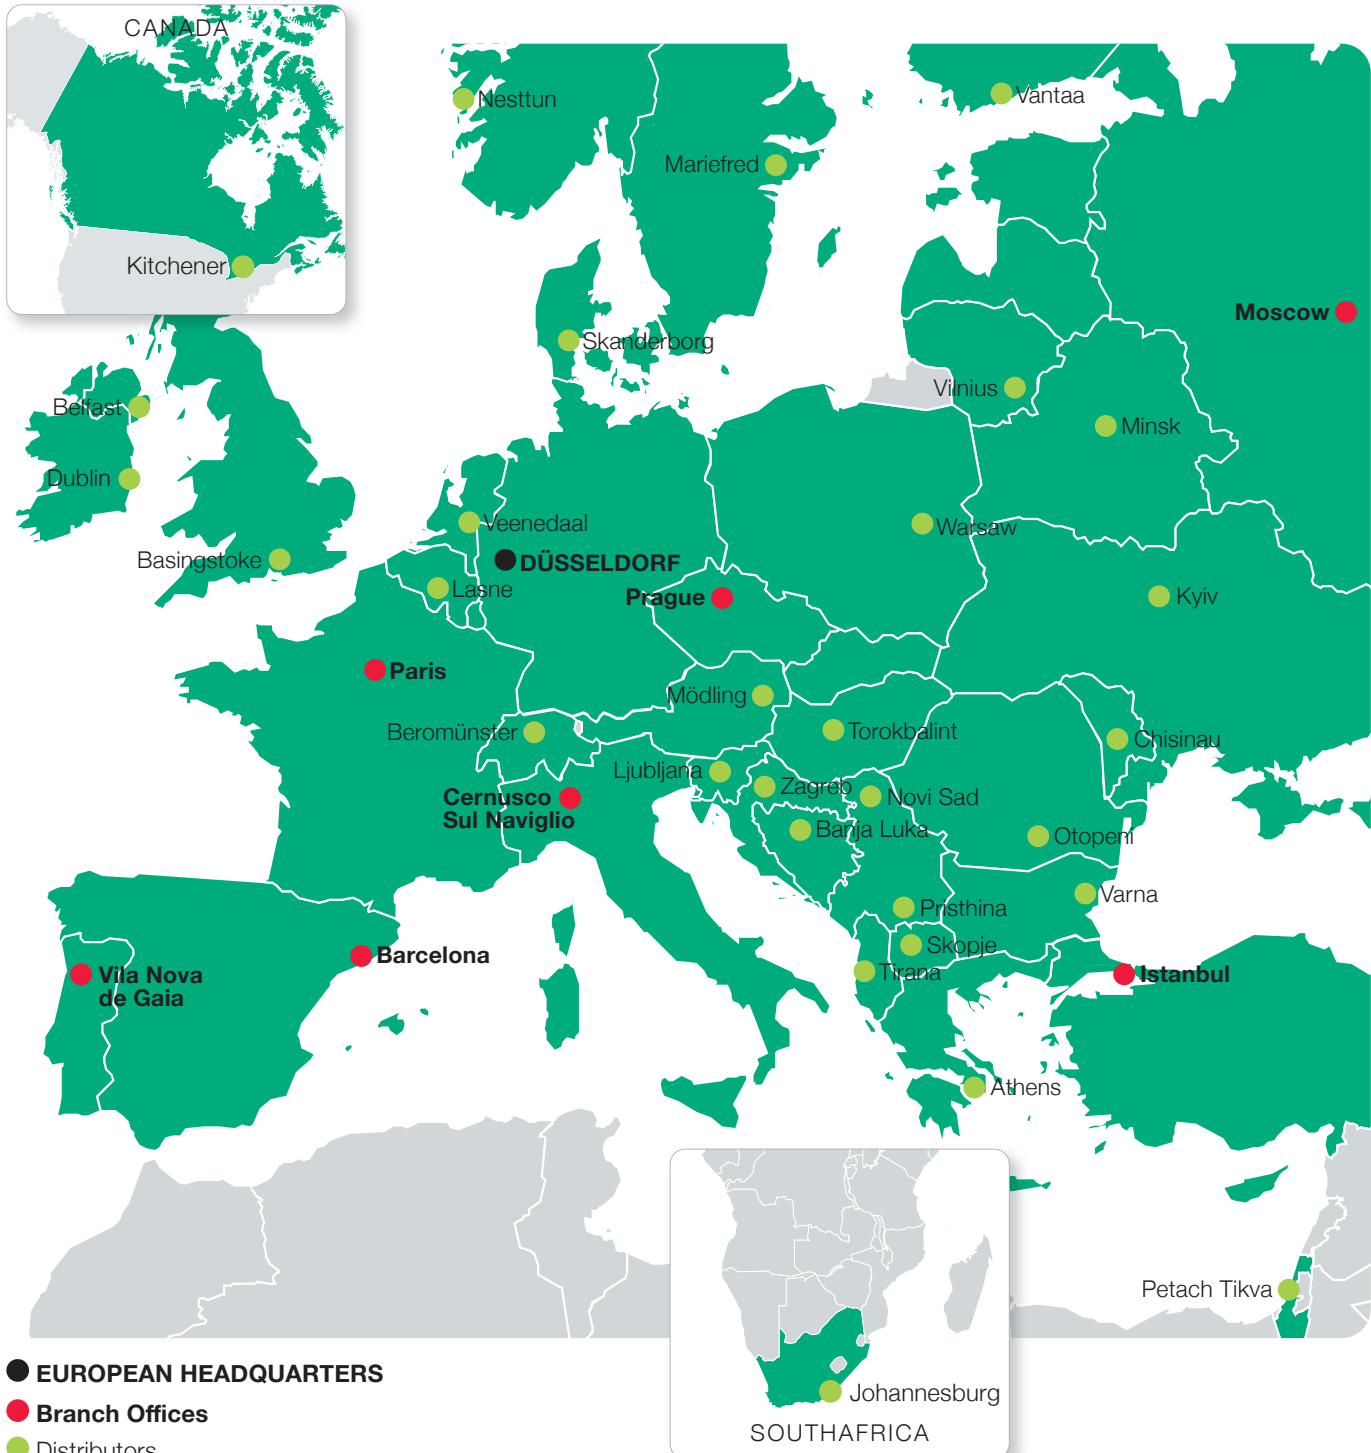 CANADA
Nesttun
Vantaa
Mariefred
Kitchener
Moscow
Skanderborg
Vilnius
Belfast
Minsk
Dublin
Veenedaal
Warsaw
Basingstoke
DÜSSELDORF
Lasne
Prague
Kyiv
Paris
Mödling
Beromünster
Torokbalint
Chisinau
Ljubljana
Zagreb
Novi Sad
Cernusco
Sul Naviglio
Banja Luka
Otopeni
Varna
Pristhina
Skopje
Barcelona
Tirana
Istanbul
Vila Nova
de Gaia
Athens
Petach Tikva
EUROPEAN HEADQUARTERS
Johannesburg
Branch Offices
SOUTHAFRICA
Distributors